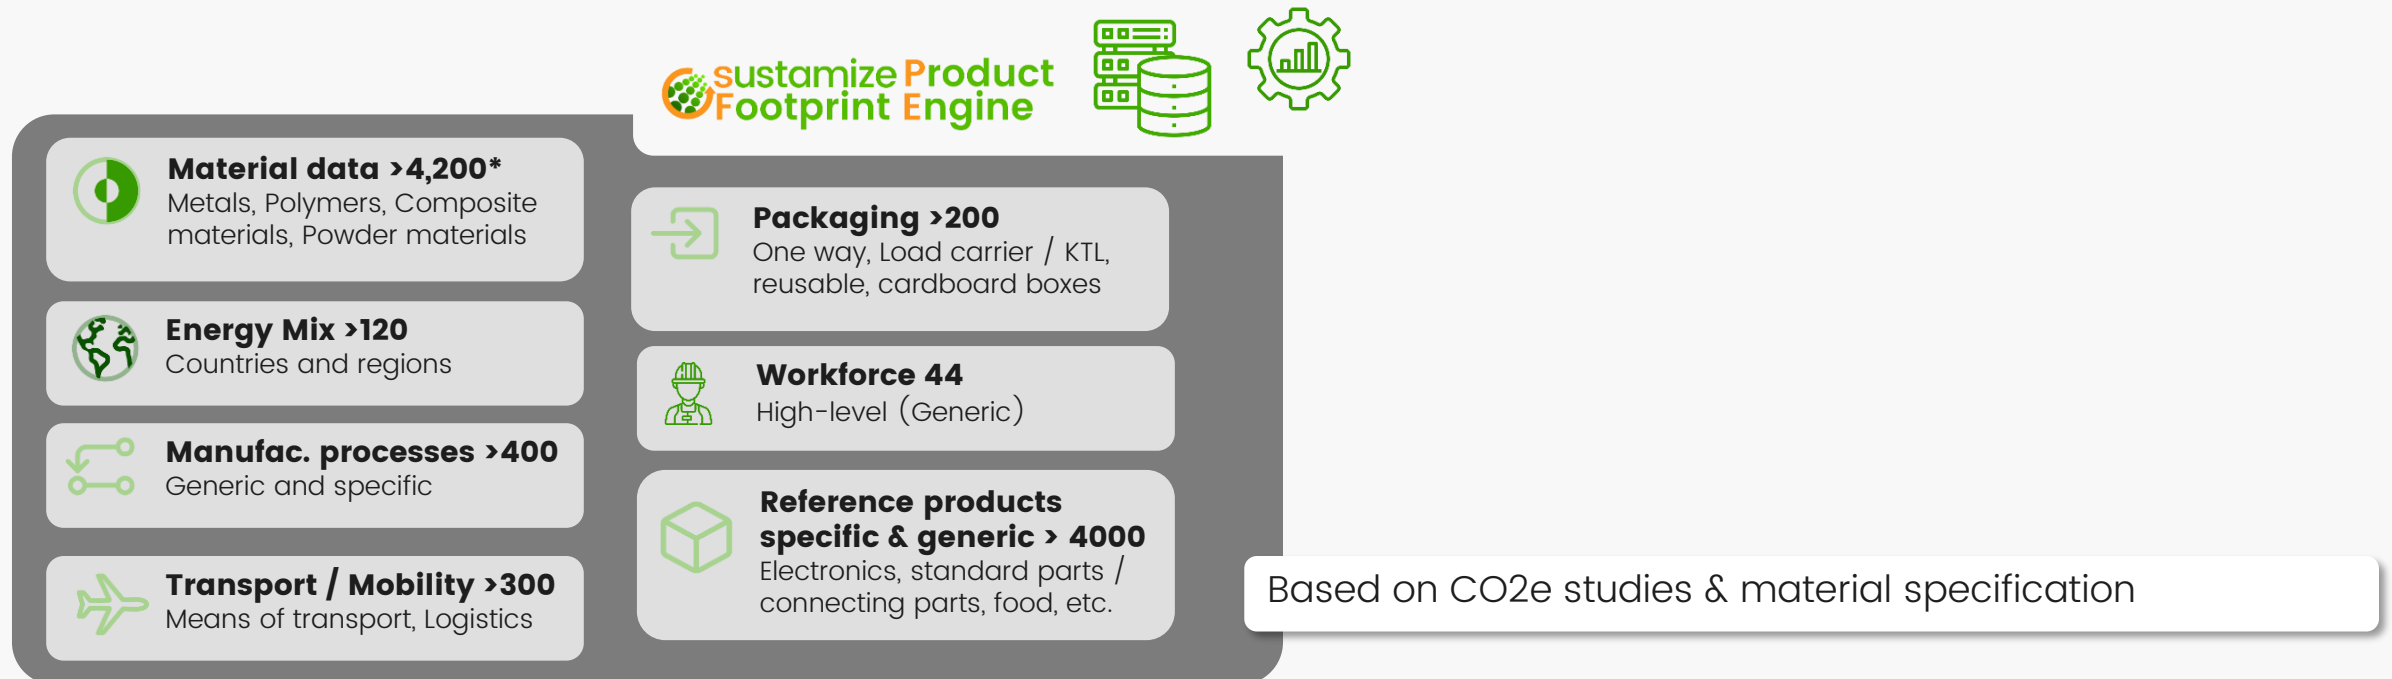 sustamize Product
Footprint Engine
Material data >4,200*
Metals, Polymers, Composite
materials, Powder materials
Energy Mix >120
Countries and regions
Manufac. processes >400
Generic and specific
Transport / Mobility >300
Means of transport, Logistics
Packaging >200
One way, Load carrier / KTL,
reusable, cardboard boxes
Workforce 44
High-level (Generic)
Reference products
specific & generic > 4000
Electronics, standard parts /
connecting parts, food, etc.
Based on CO2e studies & material specification